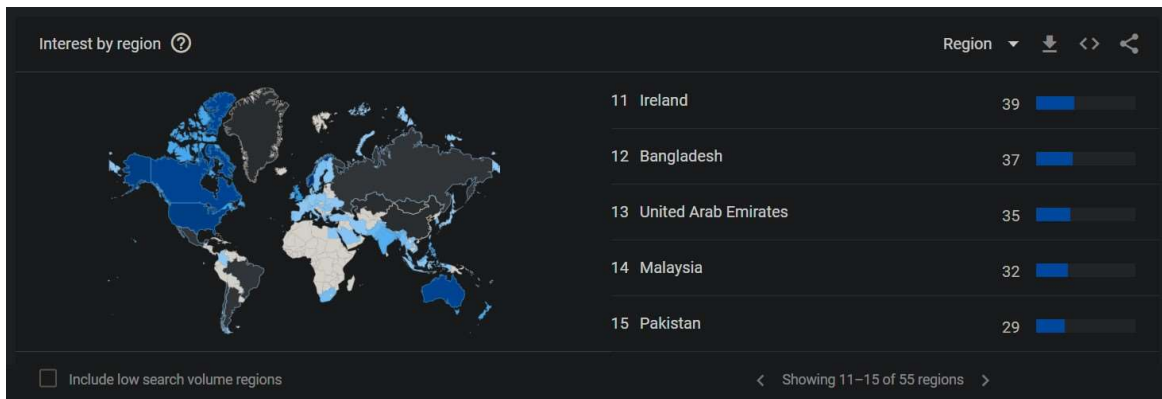 Interest by region ?
Region
11 Ireland 39
12 Bangladesh 37
13 United Arab Emirates 35
14 Malaysia 32
15 Pakistan 29
Include low search volume regions
Showing 11–15 of 55 regions